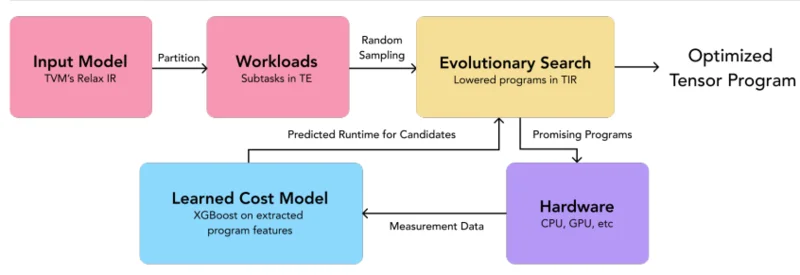 Input Model
TVM's Relax IR
Partition
Workloads
Subtasks in TE
Random
Sampling
Evolutionary Search
Lowered programs in TIR
Optimized
Tensor Program
Predicted Runtime for Candidates
Promising Programs
Learned Cost Model
XGBoost on extracted
program features
Measurement Data
Hardware
CPU, GPU, etc